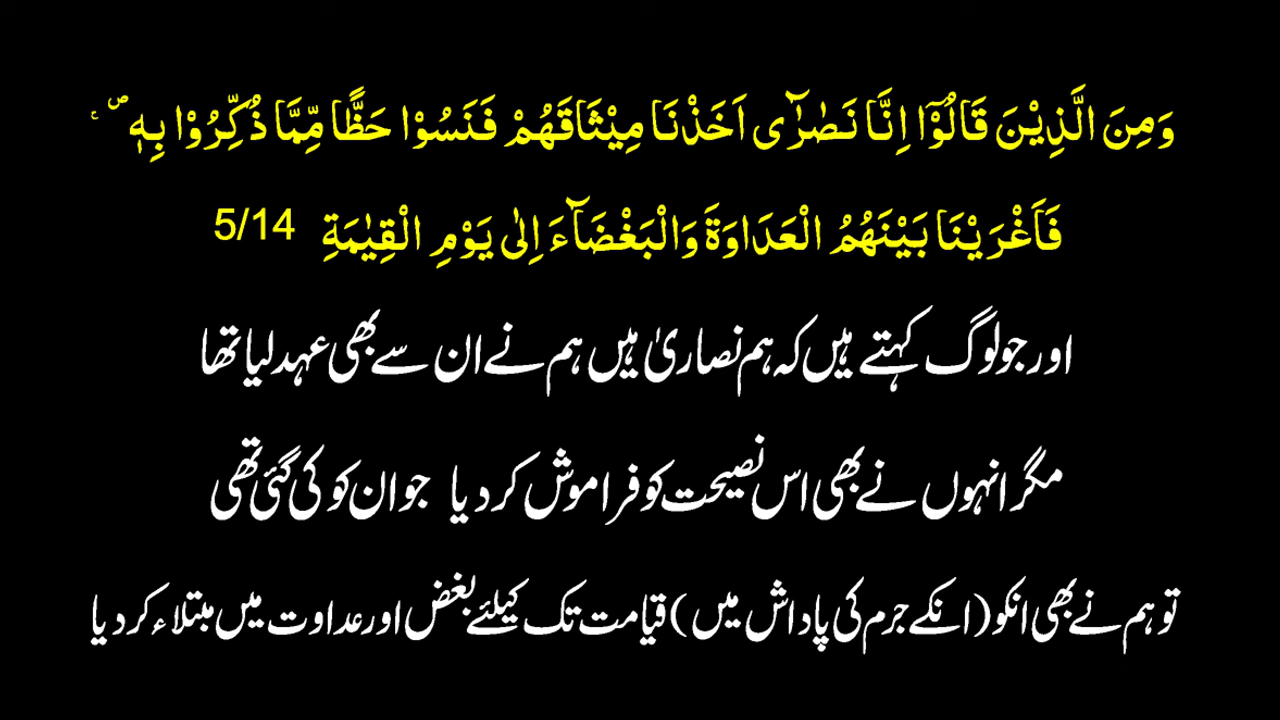 وَمِنَ الَّذِيْنَ قَالُوْٓا اِنَّا نَصٰرٰٓى اَخَذْنَا مِيْثَاقَهُمْ فَنَسُوْا حَظًّا مِّمَّا ذُكِّرُوْا بِهٖ ۠
فَاَغْرَيْنَا بَيْنَهُمُ الْعَدَاوَةَ وَالْبَغْضَآءَ اِلٰى يَوْمِ الْقِيٰمَةِ 5/14
اور جو لوگ کہتے ہیں کہ ہم نصاریٰ ہیں ہم نے ان سے بھی عہد لیا تھا
مگر انہوں نے بھی اس نصیحت کو فراموش کر دیا جو ان کو کی گئی تھی
تو ہم نے بھی انکو (انکے جرم کی پاداش میں) قیامت تک کیلئے بغض اور عداوت میں مبتلاء کر دیا